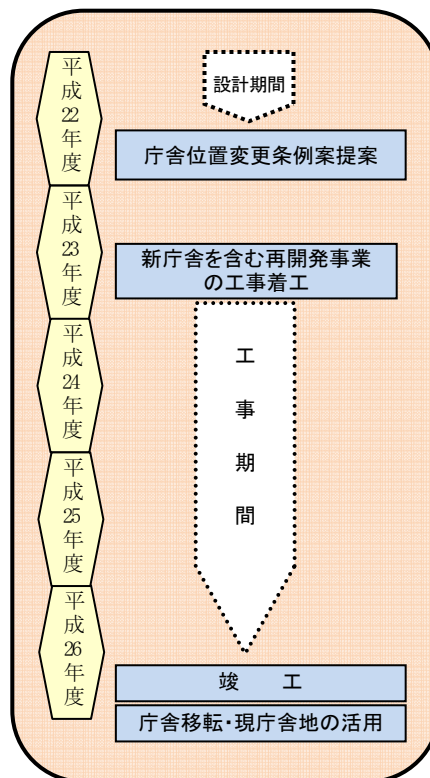 平成22年度
設計期間
庁舎位置変更条例案提案
平成23年度
新庁舎を含む再開発事業
の工事着工
平成24年度
工事期間
平成25年度
平成26年度
竣　工
庁舎移転・現庁舎地の活用